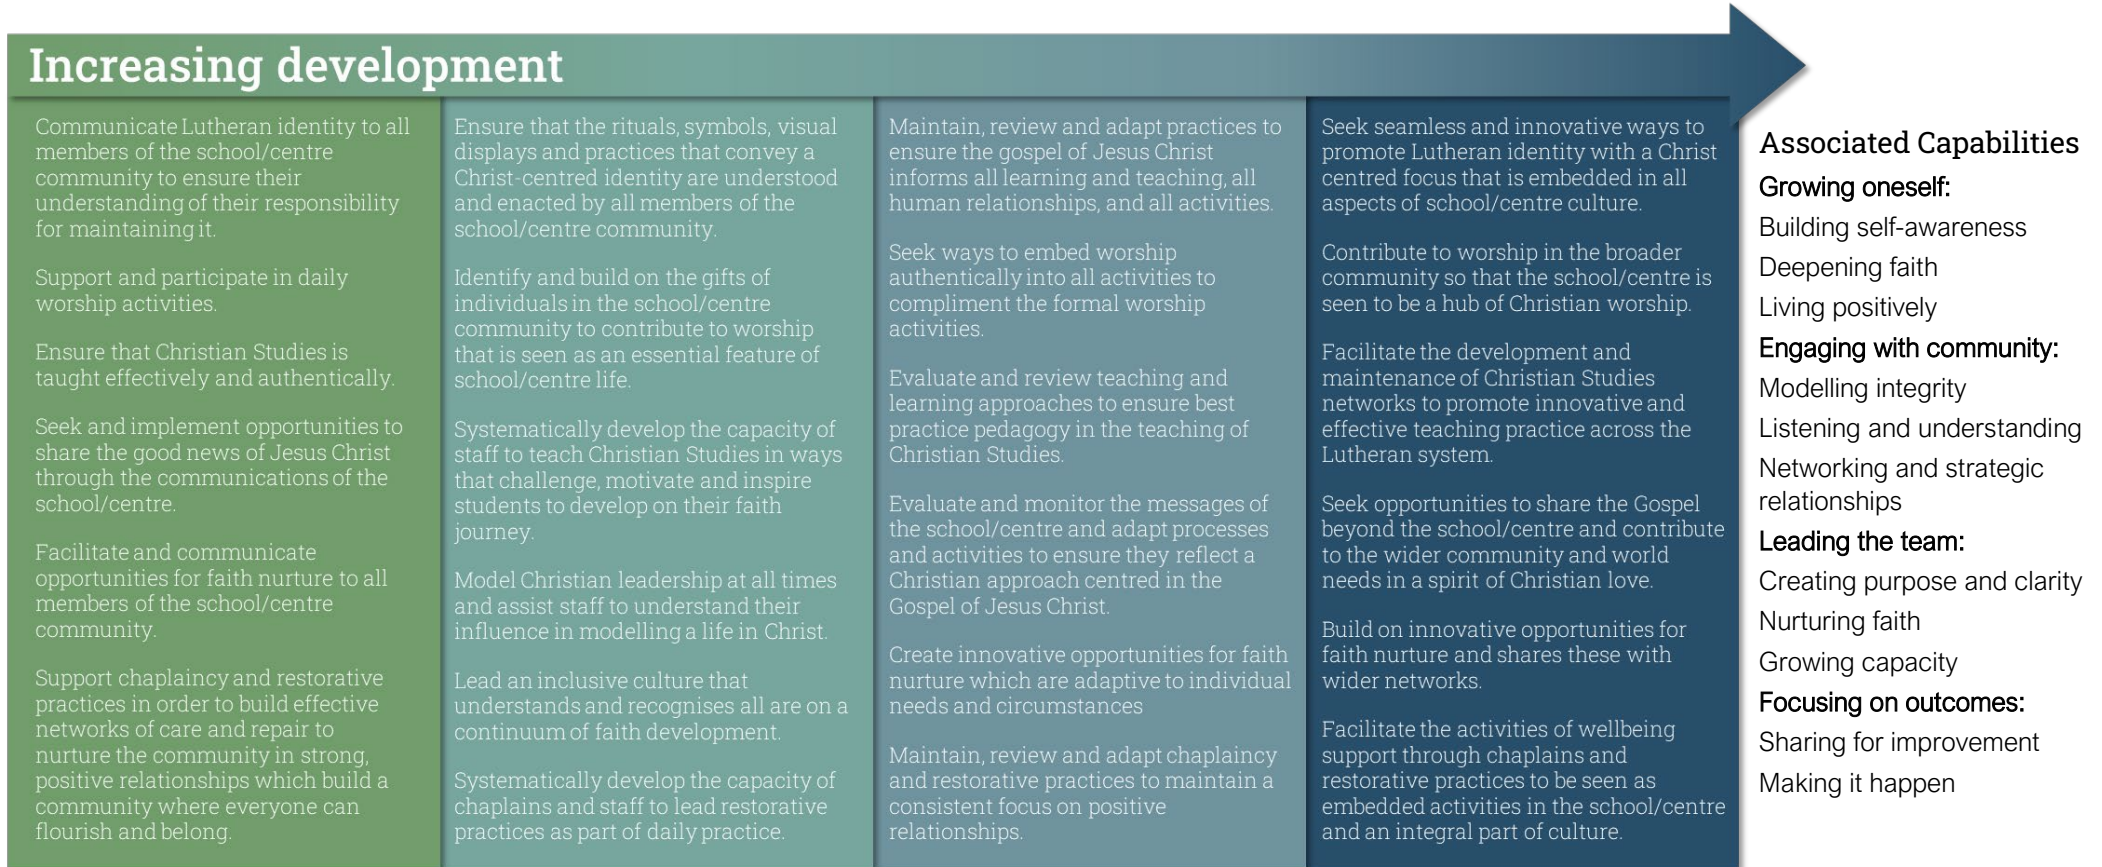 Increasing development
Communicate Lutheran identity to all
members of the school/centre
community to ensure their
understanding of their responsibility
for maintaining it.
Support and participate in daily
worship activities.
Ensure that Christian Studies is
taught effectively and authentically.
Seek and implement opportunities to
share the good news of Jesus Christ
through the communications of the
school/centre.
Facilitate and communicate
opportunities for faith nurture to all
members of the school/centre
community.
Support chaplaincy and restorative
practices in order to build effective
networks of care and repair to
nurture the community in strong,
positive relationships which build a
community where everyone can
flourish and belong.
Ensure that the rituals, symbols, visual
displays and practices that convey a
Christ-centred identity are understood
and enacted by all members of the
school/centre community.
Identify and build on the gifts of
individuals in the school/centre
community to contribute to worship
that is seen as an essential feature of
school/centre life.
Systematically develop the capacity of
staff to teach Christian Studies in ways
that challenge, motivate and inspire
students to develop on their faith
journey.
Model Christian leadership at all times
and assist staff to understand their
influence in modelling a life in Christ.
Lead an inclusive culture that
understands and recognises all are on a
continuum of faith development.
Systematically develop the capacity of
chaplains and staff to lead restorative
practices as part of daily practice.
Maintain, review and adapt practices to
ensure the gospel of Jesus Christ
informs all learning and teaching, all
human relationships, and all activities.
Seek ways to embed worship
authentically into all activities to
compliment the formal worship
activities.
Evaluate and review teaching and
learning approaches to ensure best
practice pedagogy in the teaching of
Christian Studies.
Evaluate and monitor the messages of
the school/centre and adapt processes
and activities to ensure they reflect a
Christian approach centred in the
Gospel of Jesus Christ.
Create innovative opportunities for faith
nurture which are adaptive to individual
needs and circumstances
Maintain, review and adapt chaplaincy
and restorative practices to maintain a
consistent focus on positive
relationships.
Seek seamless and innovative ways to
promote Lutheran identity with a Christ
centred focus that is embedded in all
aspects of school/centre culture.
Contribute to worship in the broader
community so that the school/centre is
seen to be a hub of Christian worship.
Facilitate the development and
maintenance of Christian Studies
networks to promote innovative and
effective teaching practice across the
Lutheran system.
Seek opportunities to share the Gospel
beyond the school/centre and contribute
to the wider community and world
needs in a spirit of Christian love.
Build on innovative opportunities for
faith nurture and shares these with
wider networks.
Facilitate the activities of wellbeing
support through chaplains and
restorative practices to be seen as
embedded activities in the school/centre
and an integral part of culture.
Associated Capabilities
Growing oneself:
Building self-awareness
Deepening faith
Living positively
Engaging with community:
Modelling integrity
Listening and understanding
Networking and strategic
relationships
Leading the team:
Creating purpose and clarity
Nurturing faith
Growing capacity
Focusing on outcomes:
Sharing for improvement
Making it happen